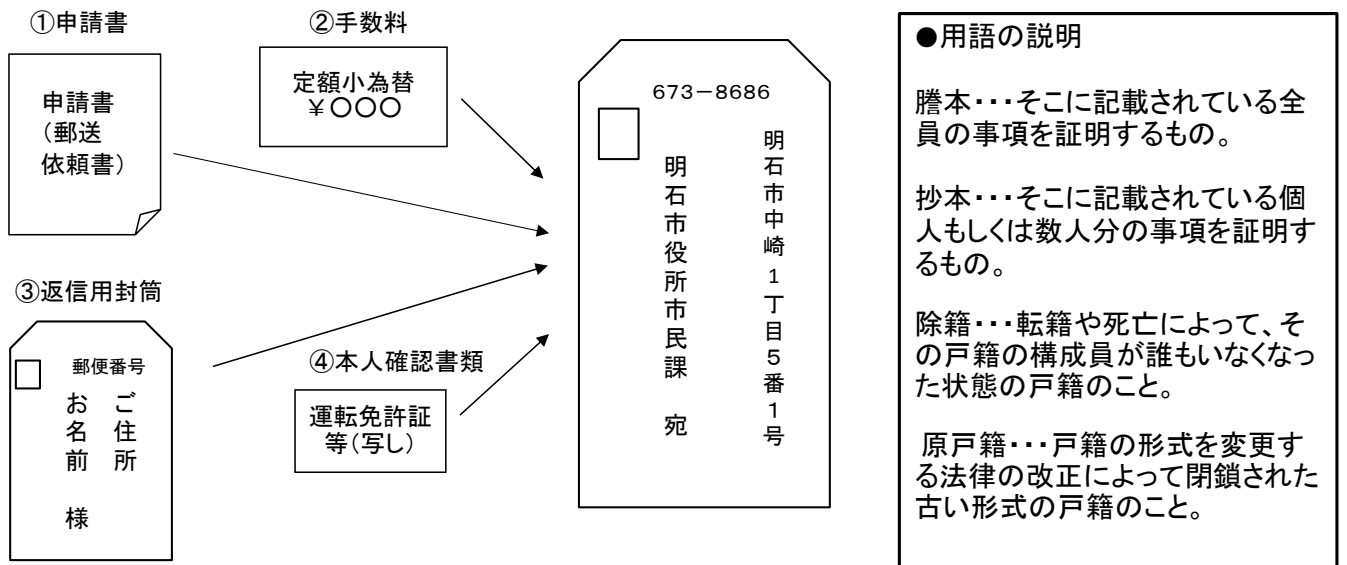 ①申請書
申請書
(郵送
依頼書)
②手数料
定額小為替
￥〇〇〇
③返信用封筒
郵便番号
ご住所
お名前　様
④本人確認書類
運転免許証
等(写し)
673－8686
明石市中崎1丁目5番1号
明石市役所市民課　宛
●用語の説明
謄本・・・そこに記載されている全
員の事項を証明するもの。
抄本・・・そこに記載されている個
人もしくは数人分の事項を証明す
るもの。
除籍・・・転籍や死亡によって、そ
の戸籍の構成員が誰もいなくなっ
た状態の戸籍のこと。
原戸籍・・・戸籍の形式を変更す
る法律の改正によって閉鎖された
古い形式の戸籍のこと。